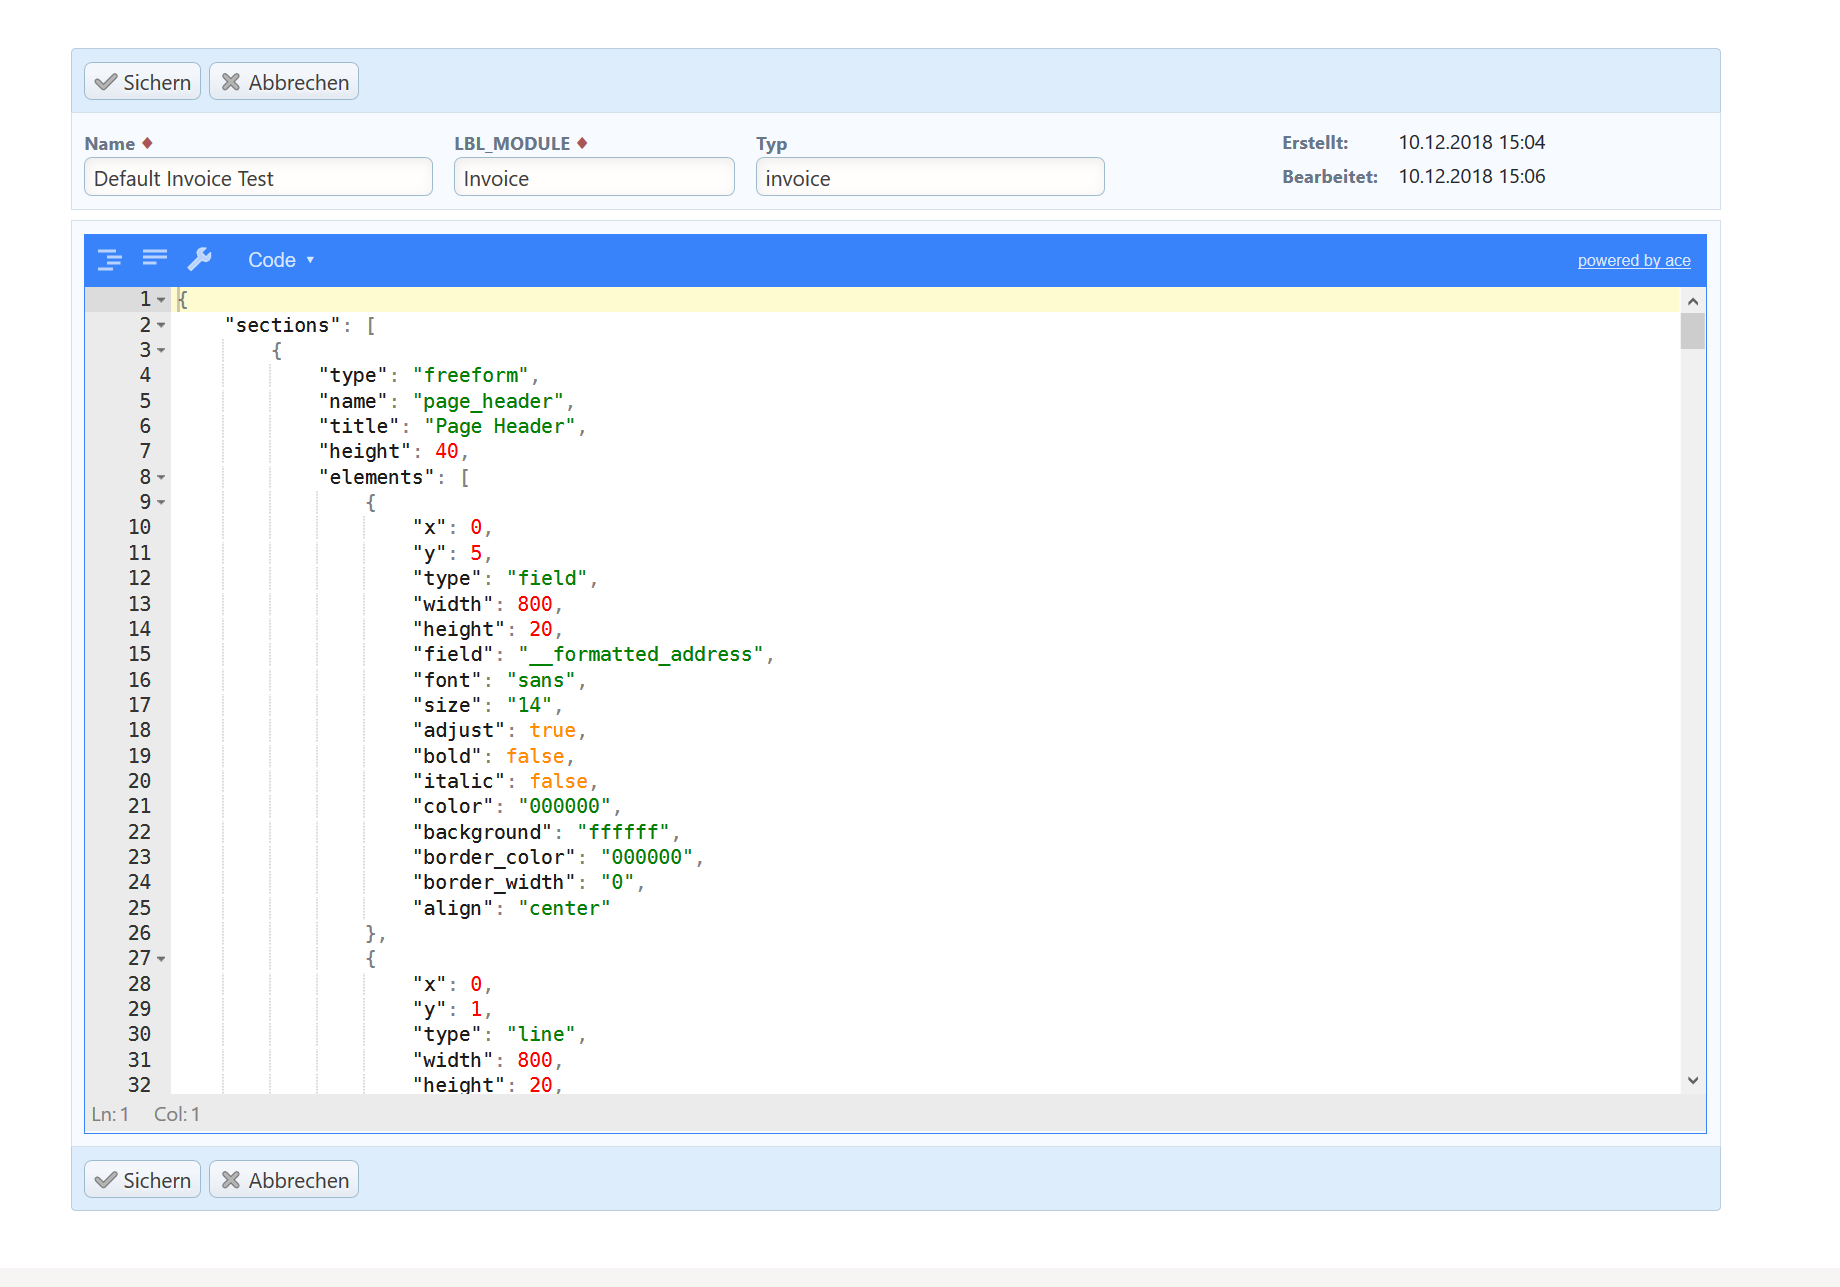 Sichern Abbrechen
Name ♦ LBL_MODULE ♦ Typ Erstellt: 10.12.2018 15:04
Default Invoice Test Invoice invoice Bearbeitet: 10.12.2018 15:06
Code ▾ powered by ace
1 {
2 "sections": [
3 {
4 "type": "freeform",
5 "name": "page_header",
6 "title": "Page Header",
7 "height": 40,
8 "elements": [
9 {
10 "x": 0,
11 "y": 5,
12 "type": "field",
13 "width": 800,
14 "height": 20,
15 "field": "__formatted_address",
16 "font": "sans",
17 "size": "14",
18 "adjust": true,
19 "bold": false,
20 "italic": false,
21 "color": "000000",
22 "background": "ffffff",
23 "border_color": "000000",
24 "border_width": "0",
25 "align": "center"
26 },
27 {
28 "x": 0,
29 "y": 1,
30 "type": "line",
31 "width": 800,
32 "height": 20,
Ln: 1 Col: 1
Sichern Abbrechen